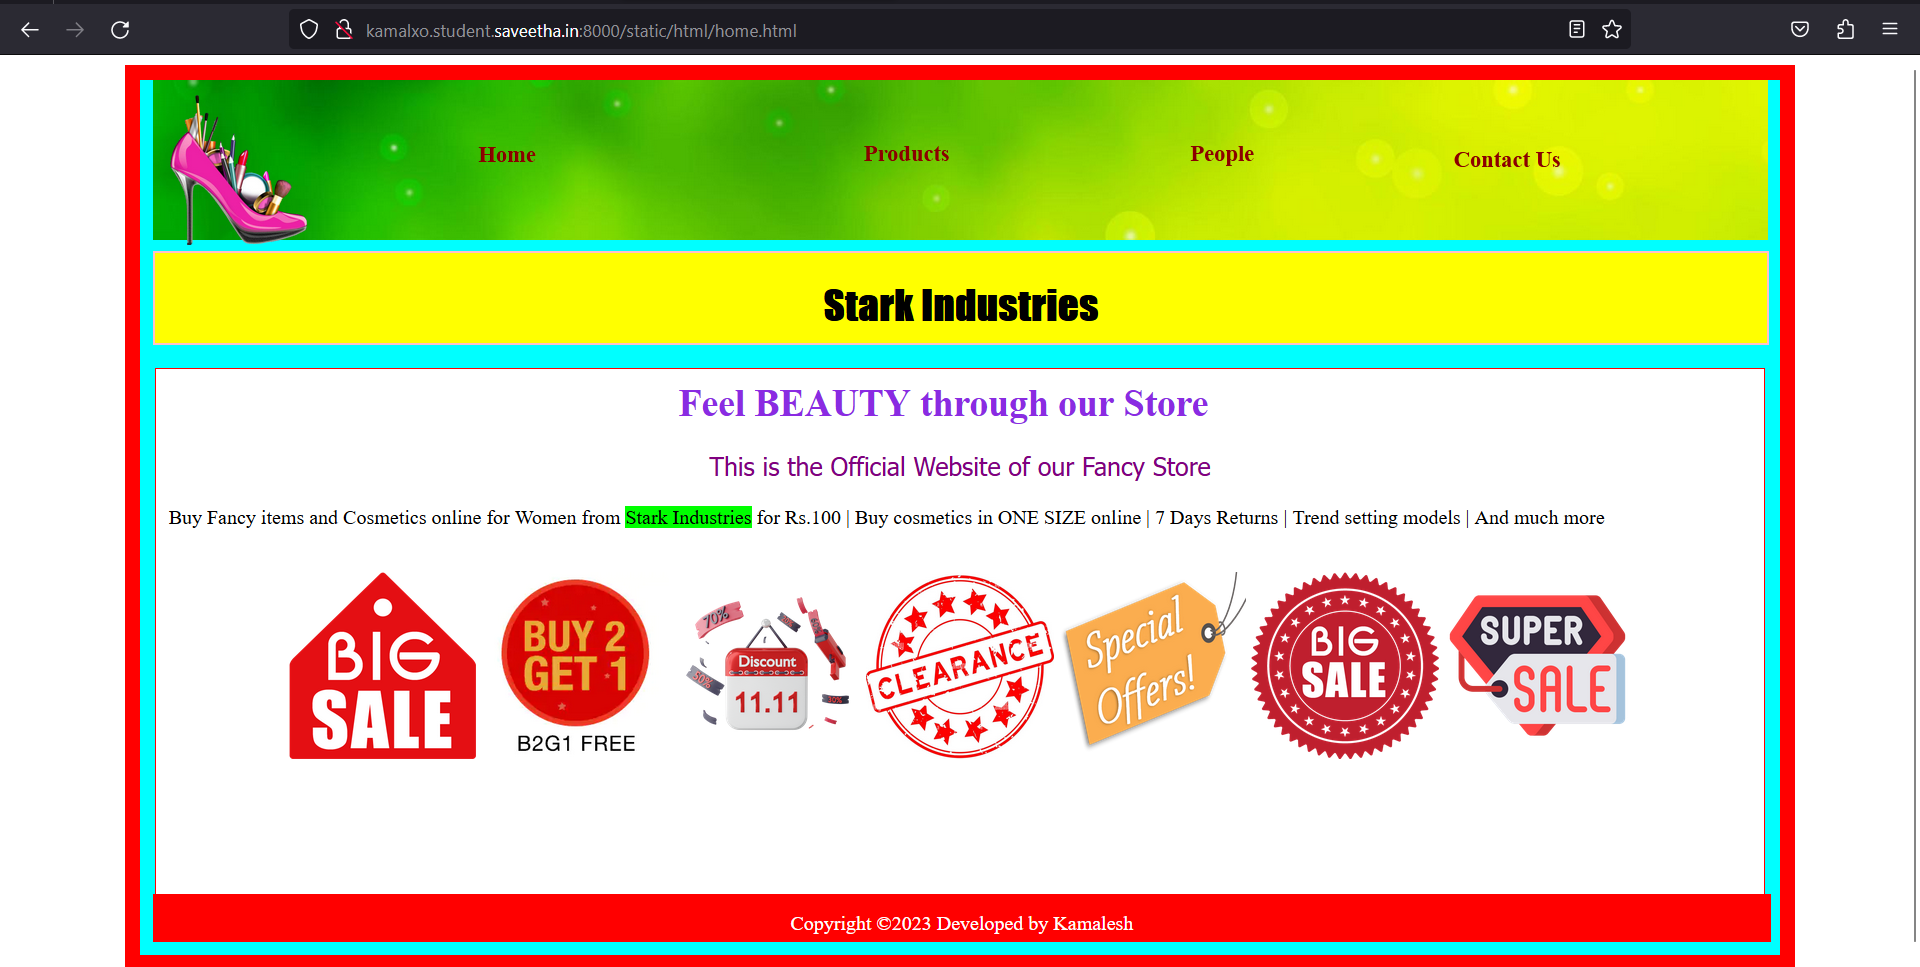 kamalxo.student.saveetha.in:8000/static/html/home.html
Home Products People Contact Us
Stark Industries
Feel BEAUTY through our Store
This is the Official Website of our Fancy Store
Buy Fancy items and Cosmetics online for Women from Stark Industries for Rs.100 | Buy cosmetics in ONE SIZE online | 7 Days Returns | Trend setting models | And much more
BIG
SALE
BUY 2
GET 1
B2G1 FREE
70%
50%
Discount
11.11
CLEARANCE
Special
Offers!
BIG
SALE
SUPER
SALE
Copyright ©2023 Developed by Kamalesh